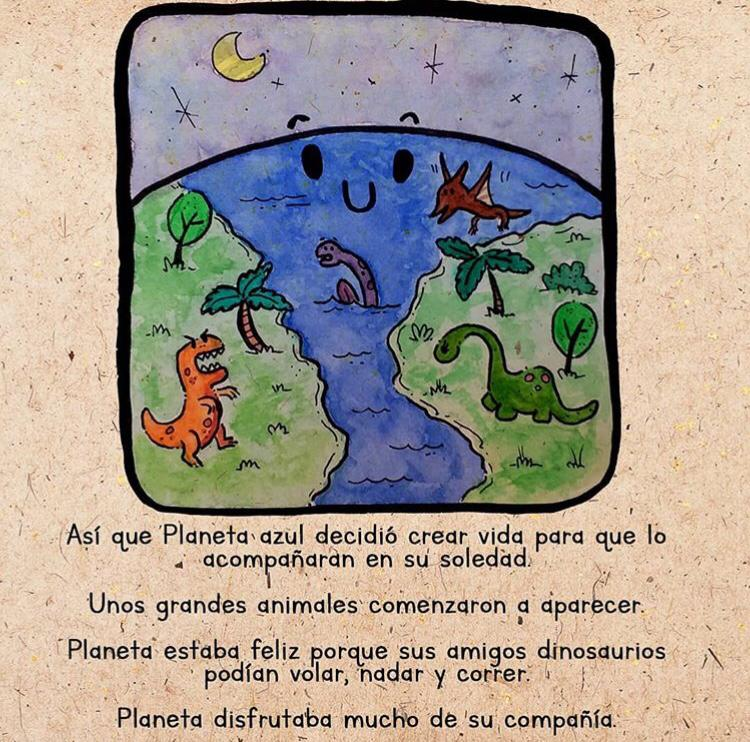 Así que Planeta azul decidió crear vida para que lo
acompañaran en su soledad.
Unos grandes animales comenzaron a aparecer.
Planeta estaba feliz porque sus amigos dinosaurios
podían volar, nadar y correr.
Planeta disfrutaba mucho de su compañía.